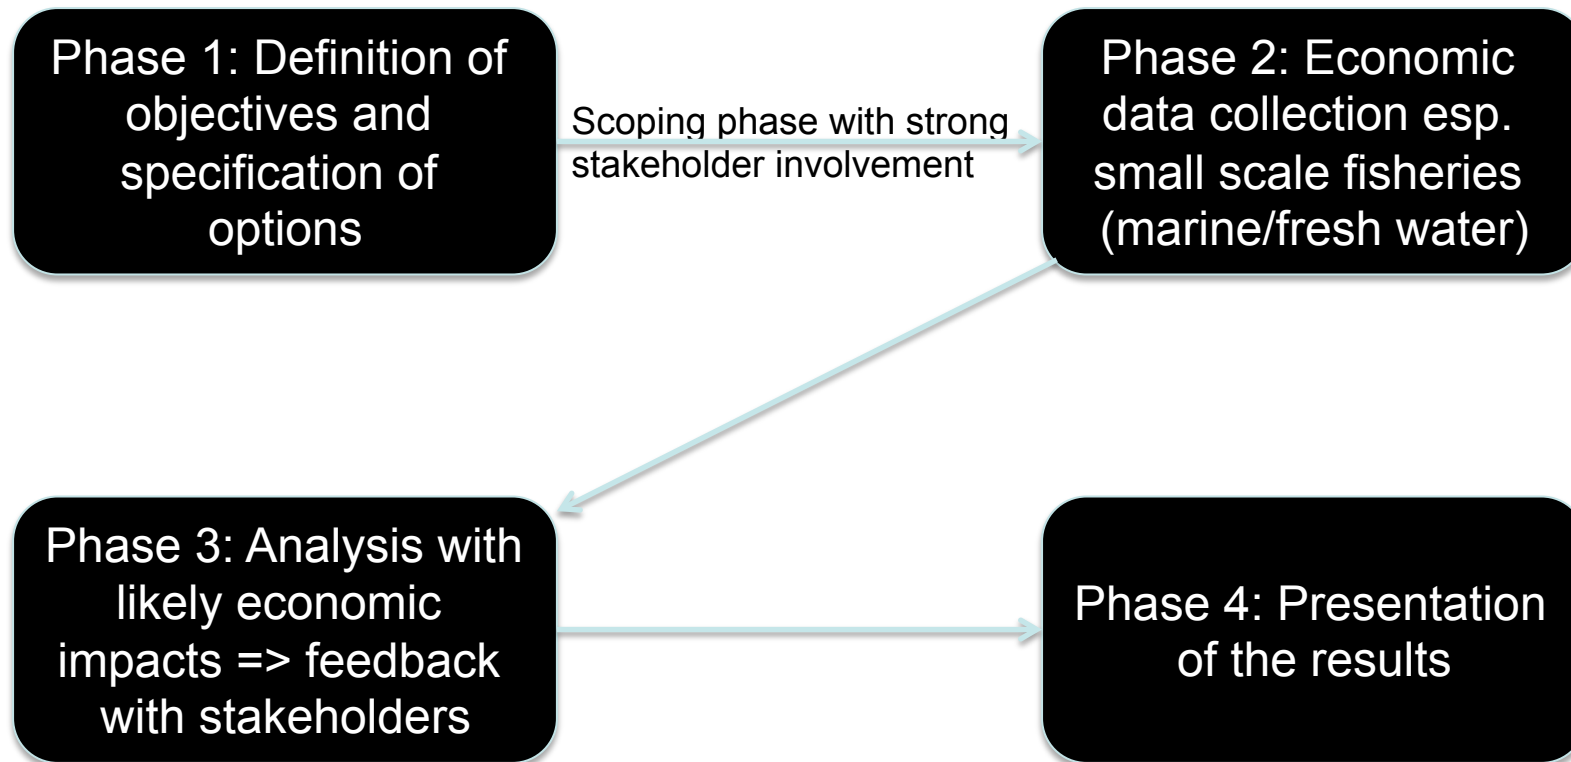 Phase 1: Definition of
objectives and
specification of
options
Scoping phase with strong
stakeholder involvement
Phase 2: Economic
data collection esp.
small scale fisheries
(marine/fresh water)
Phase 3: Analysis with
likely economic
impacts => feedback
with stakeholders
Phase 4: Presentation
of the results